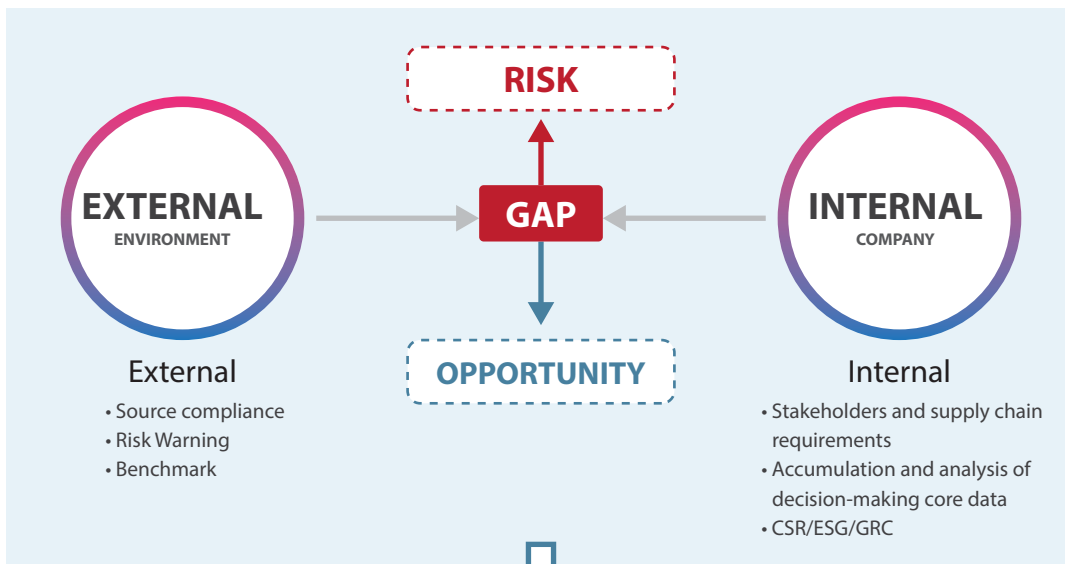 RISK
EXTERNAL
ENVIRONMENT
GAP
INTERNAL
COMPANY
OPPORTUNITY
External
• Source compliance
• Risk Warning
• Benchmark
Internal
• Stakeholders and supply chain
requirements
• Accumulation and analysis of
decision-making core data
• CSR/ESG/GRC